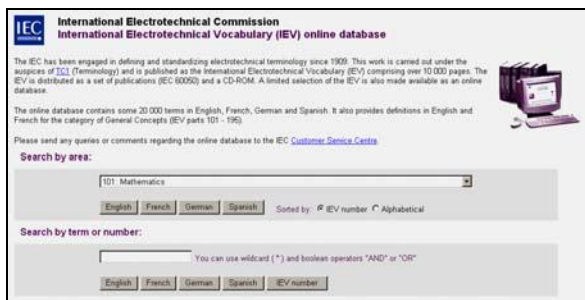 IEC
International Electrotechnical Commission
International Electrotechnical Vocabulary (IEV) online database
The IEC has been engaged in defining and standardizing electrotechnical terminology since 1909. This work is carried out under the
auspices of TC1 (Terminology) and is published as the International Electrotechnical Vocabulary (IEV) comprising over 10 000 pages. The
IEV is distributed as a set of publications (IEC 60050) and a CD-ROM. A limited selection of the IEV is also made available as an online
database.
The online database contains some 20 000 terms in English, French, German and Spanish. It also provides definitions in English and
French for the category of General Concepts (IEV parts 101 - 195).
Please send any queries or comments regarding the online database to the IEC Customer Service Centre.
Search by area:
101: Mathematics
English French German Spanish Sorted by: IEV number Alphabetical
Search by term or number:
You can use wildcard (*) and boolean operators "AND" or "OR"
English French German Spanish IEV number